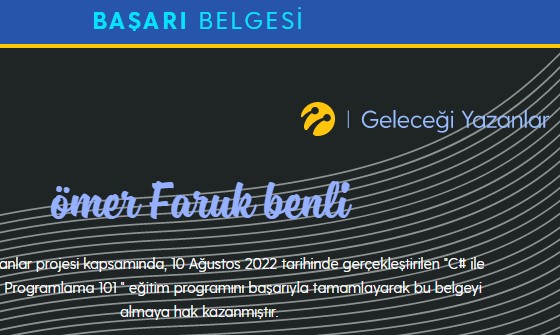 BAŞARI BELGESİ
| Geleceği Yazanlar
ömer Faruk benli
anlar projesi kapsamında, 10 Ağustos 2022 tarihinde gerçekleştirilen "C# ile
Programlama 101 " eğitim programını başarıyla tamamlayarak bu belgeyi
almaya hak kazanmıştır.